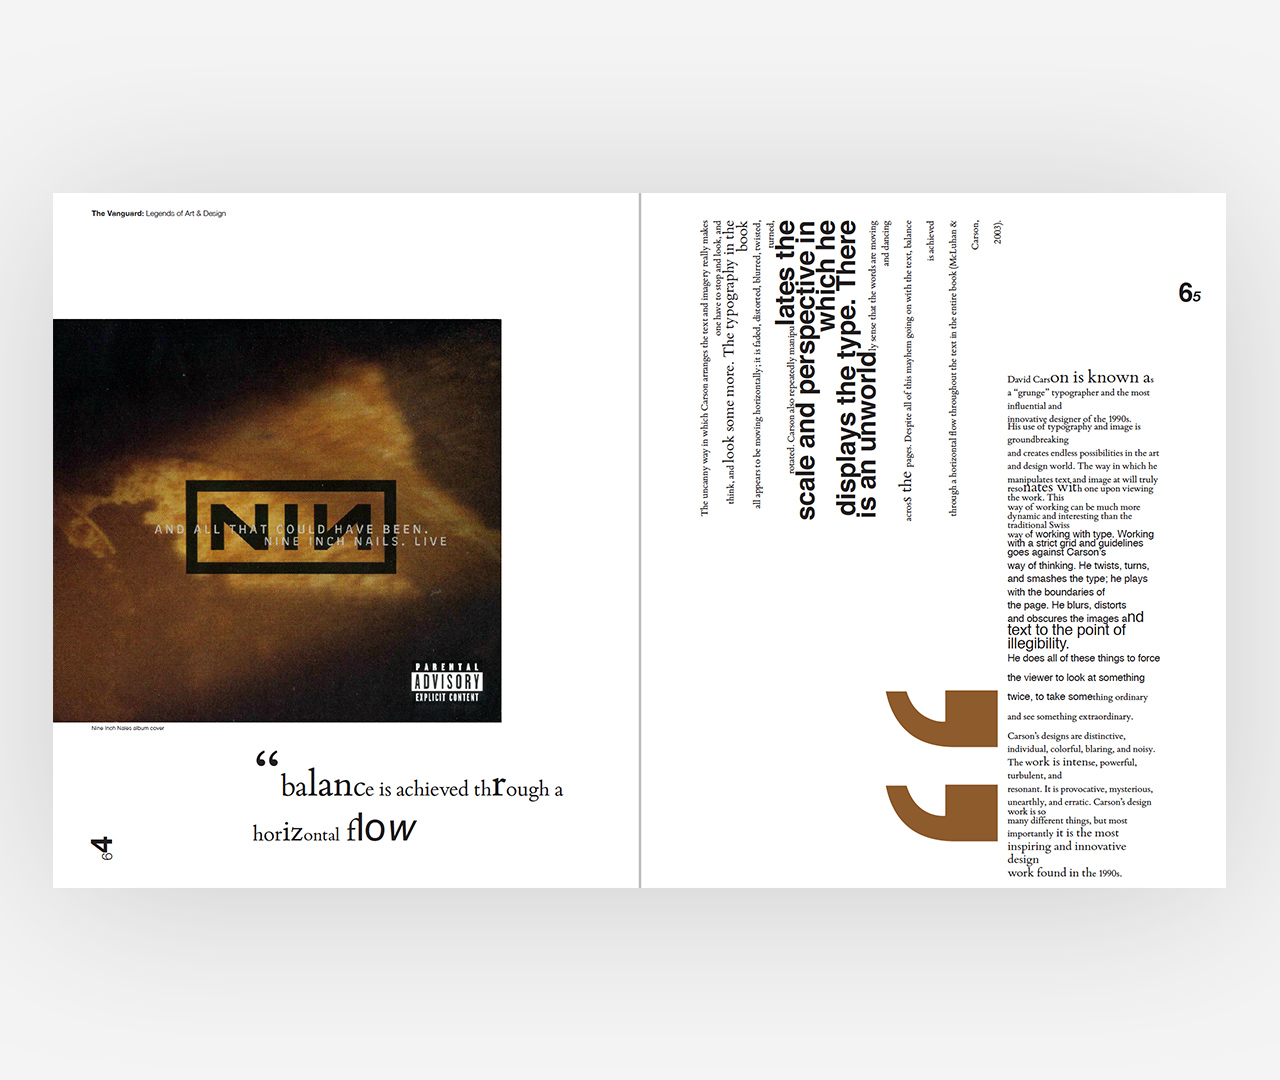 The Vanguard: Legends of Art & Design
NIN
AND ALL THAT COULD HAVE BEEN.
NINE INCH NAILS. LIVE
PARENTAL
ADVISORY
EXPLICIT CONTENT
Nine Inch Nales album cover
“
balance is achieved through a
horizontal flow
64
The uncanny way in which Carson arranges the text and imagery really makes
one have to stop and look, and
think, and look some more. The typography in the
book
all appears to be moving horizontally; it is faded, distorted, blurred, twisted,
turned,
rotated. Carson also repeatedly manipulates the
scale and perspective in
which he
displays the type. There
is an unworldly sense that the words are moving
and dancing
across the pages. Despite all of this mayhem going on with the text, balance
is achieved
through a horizontal flow throughout the text in the entire book (McLuhan &
Carson,
2003).
65
David Carson is known as
a “grunge” typographer and the most
influential and
innovative designer of the 1990s.
His use of typography and image is
groundbreaking
and creates endless possibilities in the art
and design world. The way in which he
manipulates text and image at will truly
resonates with one upon viewing
the work. This
way of working can be much more
dynamic and interesting than the
traditional Swiss
way of working with type. Working
with a strict grid and guidelines
goes against Carson's
way of thinking. He twists, turns,
and smashes the type; he plays
with the boundaries of
the page. He blurs, distorts
and obscures the images and
text to the point of
illegibility.
He does all of these things to force
the viewer to look at something
twice, to take something ordinary
and see something extraordinary.
Carson’s designs are distinctive,
individual, colorful, blaring, and noisy.
The work is intense, powerful,
turbulent, and
resonant. It is provocative, mysterious,
unearthly, and erratic. Carson’s design
work is so
many different things, but most
importantly it is the most
inspiring and innovative
design
work found in the 1990s.